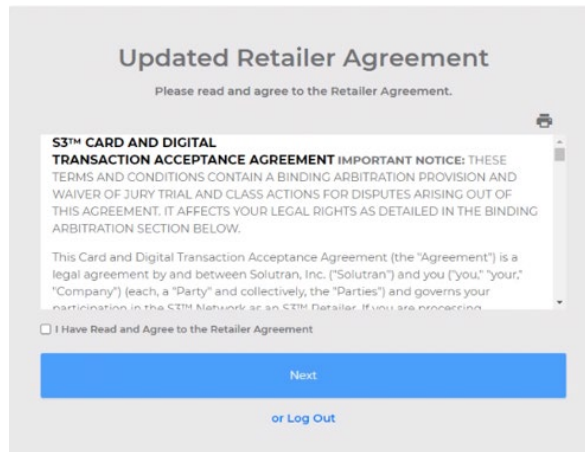 Updated Retailer Agreement
Please read and agree to the Retailer Agreement.
S3™ CARD AND DIGITAL
TRANSACTION ACCEPTANCE AGREEMENT IMPORTANT NOTICE: THESE
TERMS AND CONDITIONS CONTAIN A BINDING ARBITRATION PROVISION AND
WAIVER OF JURY TRIAL AND CLASS ACTIONS FOR DISPUTES ARISING OUT OF
THIS AGREEMENT. IT AFFECTS YOUR LEGAL RIGHTS AS DETAILED IN THE BINDING
ARBITRATION SECTION BELOW.
This Card and Digital Transaction Acceptance Agreement (the "Agreement") is a
legal agreement by and between Solutran, Inc. ("Solutran") and you ("you," "your,"
"Company") (each, a "Party" and collectively, the "Parties") and governs your
participation in the S3™ Network as an S3™ Retailer. If you are processing
I Have Read and Agree to the Retailer Agreement
Next
or Log Out